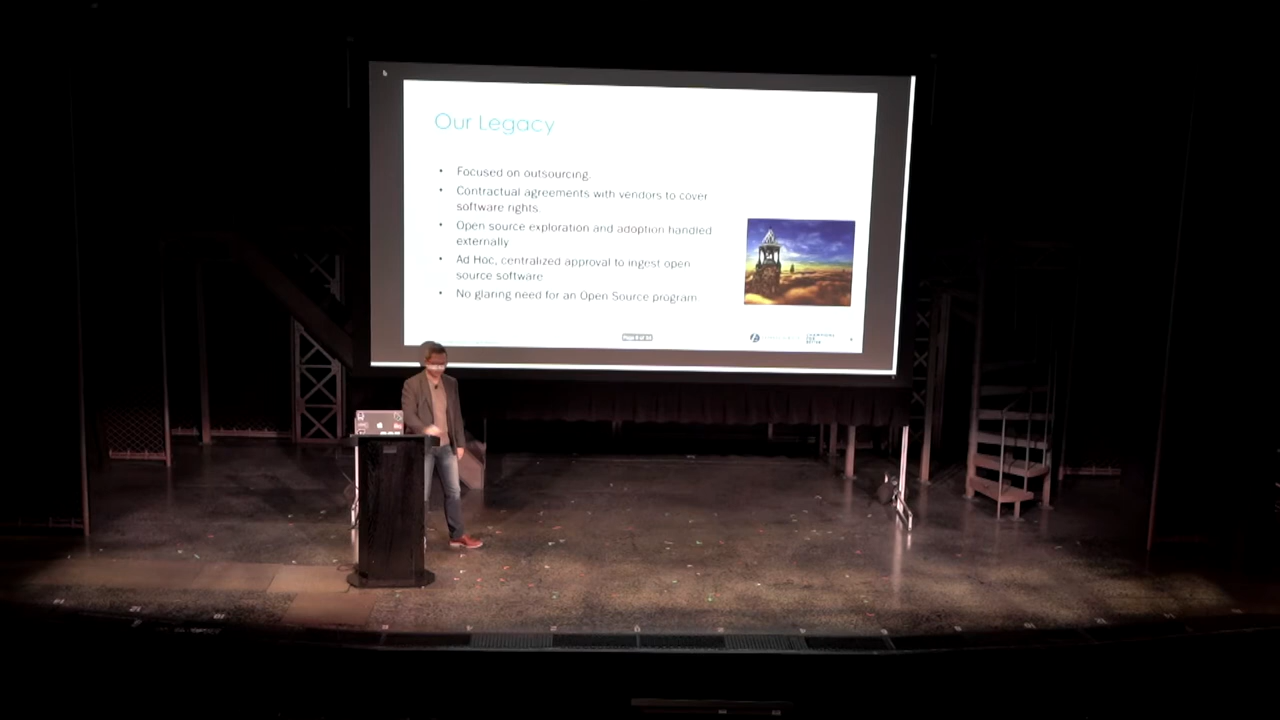 Our Legacy
• Focused on outsourcing.
• Contractual agreements with vendors to cover
software rights.
• Open source exploration and adoption handled
externally
• Ad Hoc, centralized approval to ingest open
source software
• No glaring need for an Open Source program